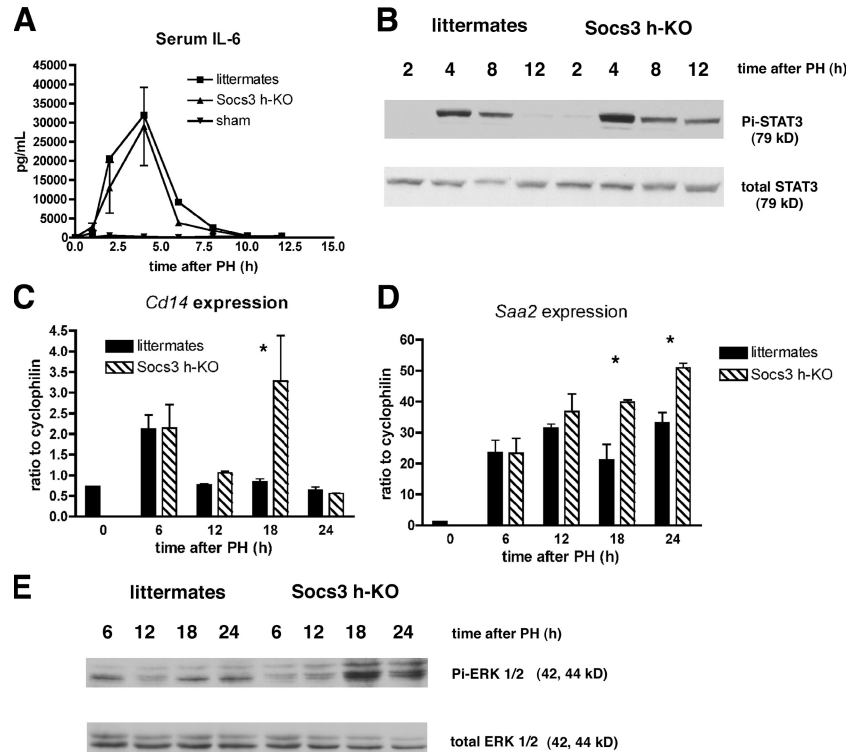 A
Serum IL-6
littermates
Socs3 h-KO
sham
pg/mL
45000
40000
35000
30000
25000
20000
15000
10000
5000
0
0.0 2.5 5.0 7.5 10.0 12.5 15.0
time after PH (h)
B
littermates Socs3 h-KO
2 4 8 12 2 4 8 12 time after PH (h)
Pi-STAT3
(79 kD)
total STAT3
(79 kD)
C
Cd14 expression
littermates
Socs3 h-KO
*
ratio to cyclophilin
4.5
4.0
3.5
3.0
2.5
2.0
1.5
1.0
0.5
0.0
0 6 12 18 24
time after PH (h)
D
Saa2 expression
littermates
Socs3 h-KO
*
*
ratio to cyclophilin
60
50
40
30
20
10
0
0 6 12 18 24
time after PH (h)
E
littermates Socs3 h-KO
6 12 18 24 6 12 18 24 time after PH (h)
Pi-ERK 1/2 (42, 44 kD)
total ERK 1/2 (42, 44 kD)